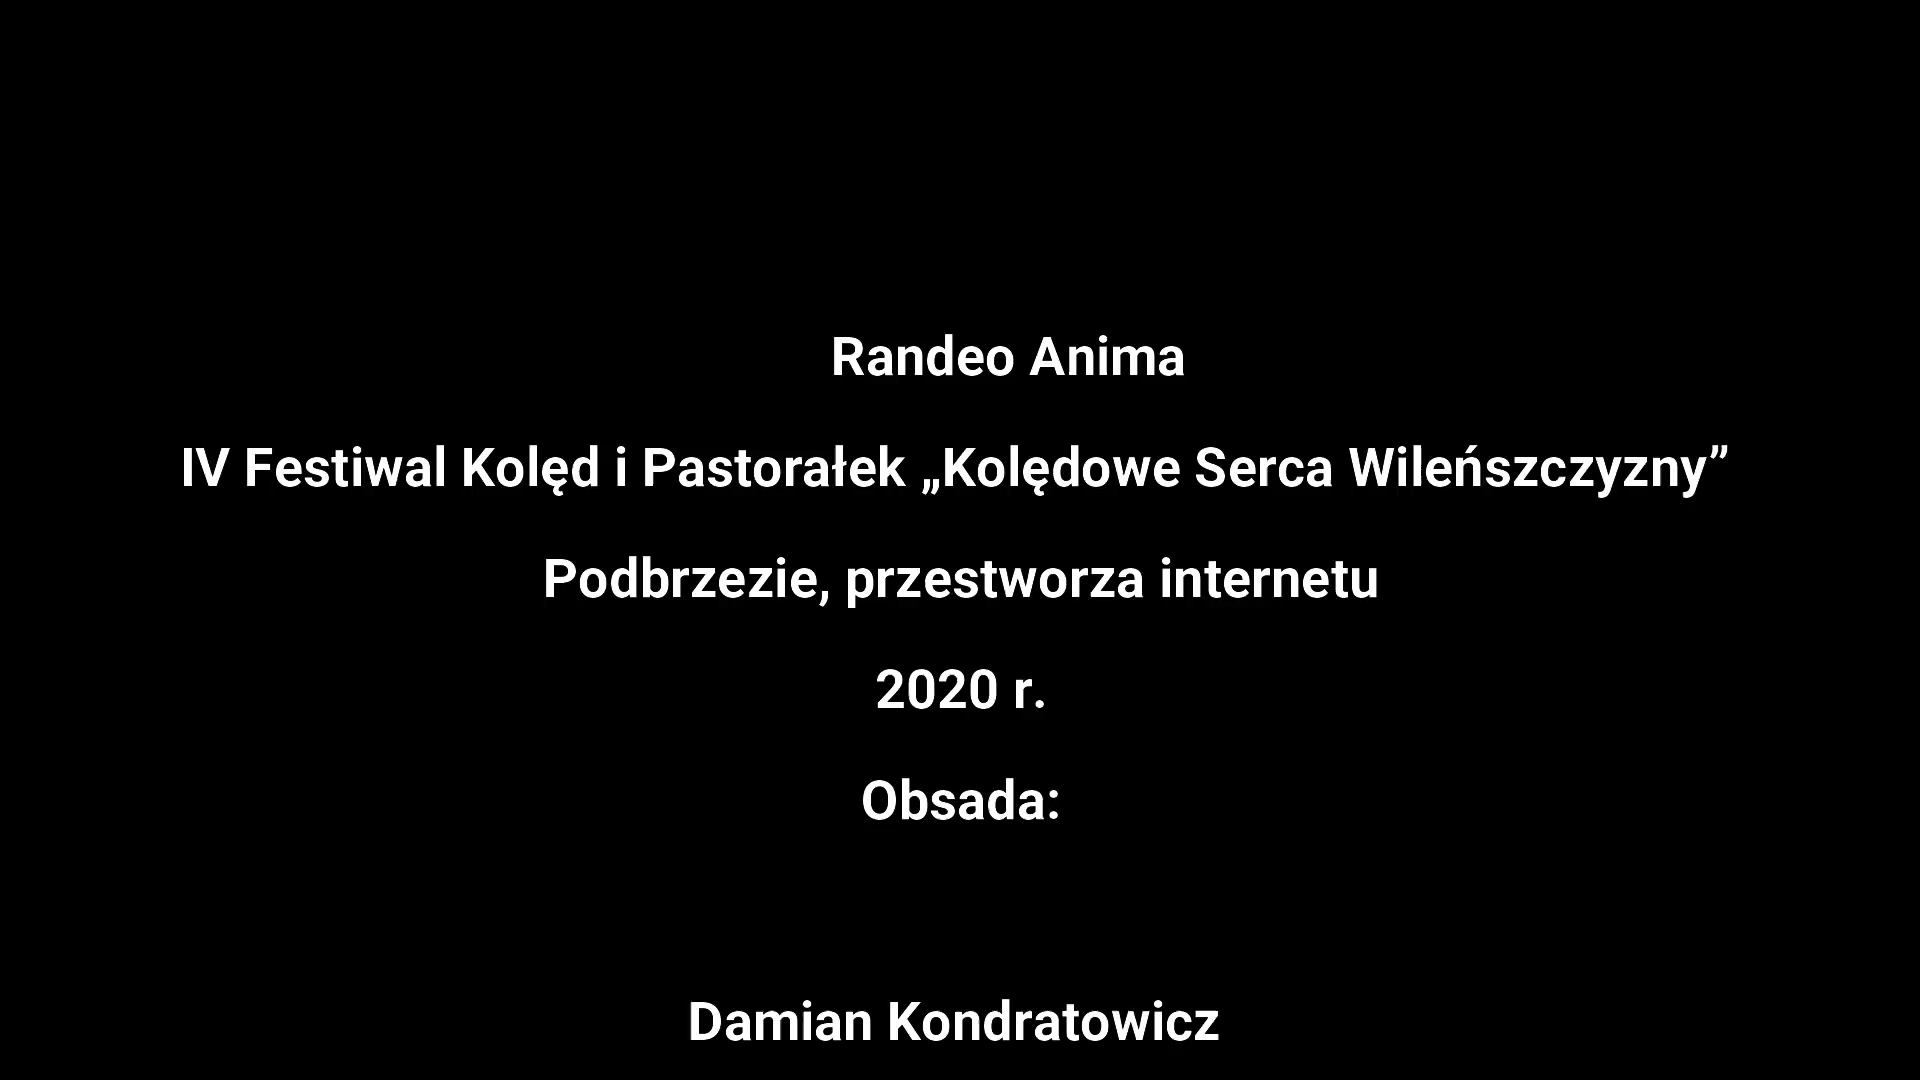 Randeo Anima
IV Festiwal Kolęd i Pastorałek „Kolędowe Serca Wileńszczyzny”
Podbrzezie, przestworza internetu
2020 r.
Obsada:
Damian Kondratowicz